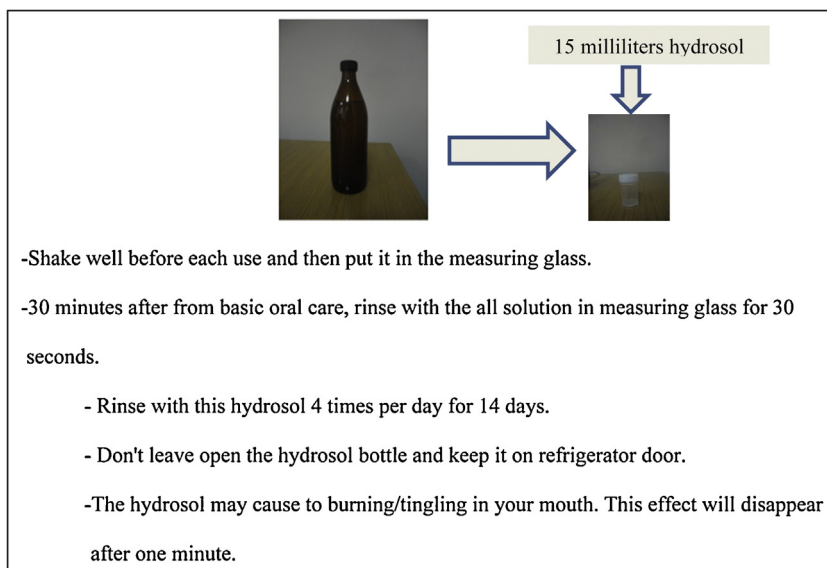 15 milliliters hydrosol
-Shake well before each use and then put it in the measuring glass.
-30 minutes after from basic oral care, rinse with the all solution in measuring glass for 30
seconds.
- Rinse with this hydrosol 4 times per day for 14 days.
- Don't leave open the hydrosol bottle and keep it on refrigerator door.
-The hydrosol may cause to burning/tingling in your mouth. This effect will disappear
after one minute.